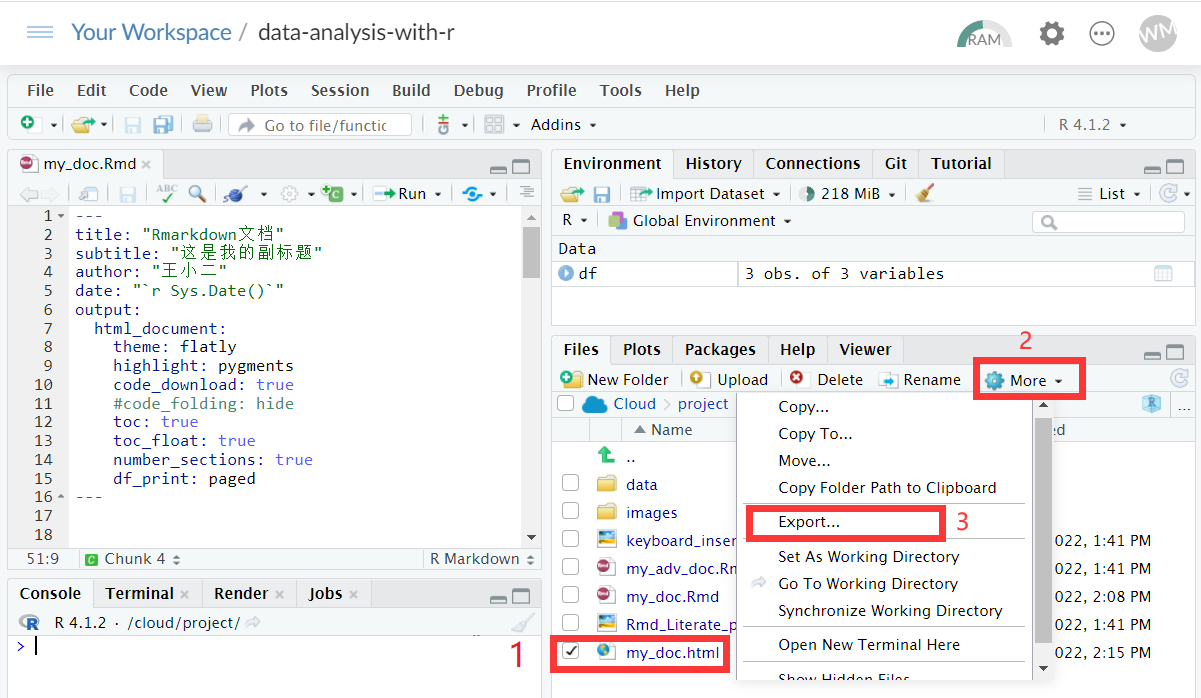 Your Workspace / data-analysis-with-r
RAM
WM
File Edit Code View Plots Session Build Debug Profile Tools Help
Go to file/functic
Addins
R 4.1.2
my_doc.Rmd
ABC
Run
1 ---
2 title: "Rmarkdown文档"
3 subtitle: "这是我的副标题"
4 author: "王小二"
5 date: "`r Sys.Date()`"
6 output:
7 html_document:
8 theme: flatly
9 highlight: pygments
10 code_download: true
11 #code_folding: hide
12 toc: true
13 toc_float: true
14 number_sections: true
15 df_print: paged
16 ---
17
18
51:9 Chunk 4 R Markdown
Console Terminal Render Jobs
R 4.1.2 · /cloud/project/
>
Environment History Connections Git Tutorial
Import Dataset 218 MiB List
R Global Environment
Data
df 3 obs. of 3 variables
Files Plots Packages Help Viewer
2
New Folder Upload Delete Rename More
Cloud project
R ...
Name ed
..
data
images
keyboard_inser 022, 1:41 PM
my_adv_doc.Rm 022, 1:41 PM
my_doc.Rmd 022, 2:08 PM
Rmd_Literate_p 022, 1:41 PM
1
my_doc.html 022, 2:15 PM
Copy...
Copy To...
Move...
Copy Folder Path to Clipboard
Export... 3
Set As Working Directory
Go To Working Directory
Synchronize Working Directory
Open New Terminal Here
Show Hidden Files